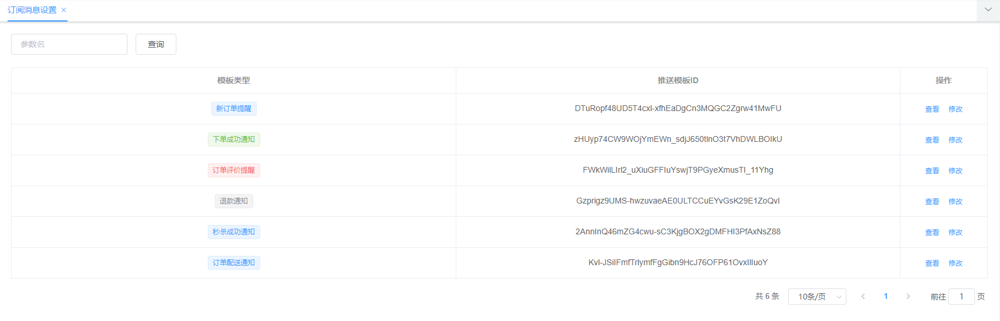 订阅消息设置
参数名 查询
模板类型 推送模板ID 操作
新订单提醒 DTuRopf48UD5T4cxl-xfhEaDgCn3MQGC2Zgrw41MwFU 查看 修改
下单成功通知 zHUyp74CW9WOjYmEWn_sdjJ650tlnO3t7VhDWLBOIkU 查看 修改
订单评价提醒 FWkWilLIrl2_uXiuGFFIuYswjT9PGyeXmusTI_11Yhg 查看 修改
退款通知 Gzprigz9UMS-hwzuvaeAE0ULTCCuEYvGsK29E1ZoQvI 查看 修改
秒杀成功通知 2AnnInQ46mZG4cwu-sC3KjgBOX2gDMFHI3PfAxNsZ88 查看 修改
订单配送通知 KvI-JSiIFmfTrlymfFgGibn9HcJ76OFP61OvxIIluoY 查看 修改
共 6 条 10条/页 1 前往 1 页